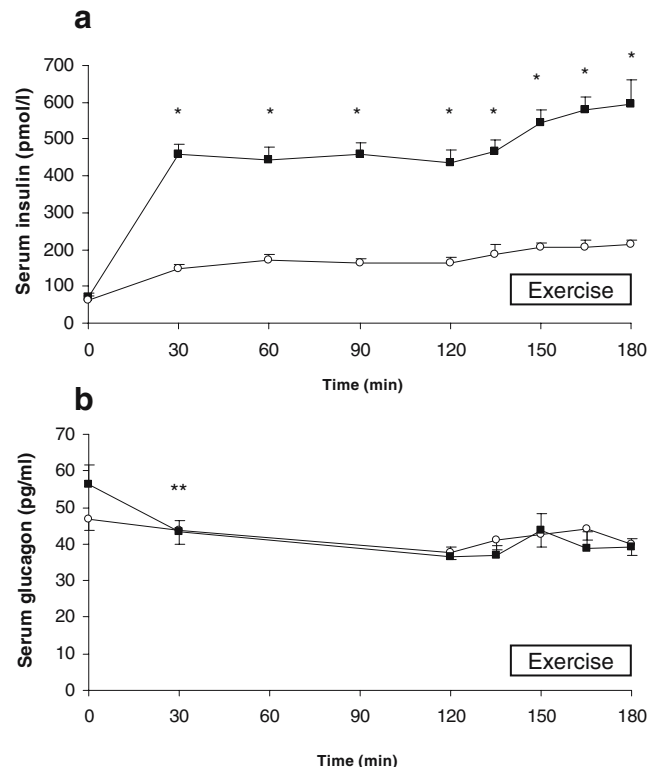 a
700
600
500
400
300
200
100
0
Serum insulin (pmol/l)
* * * * * * * *
Exercise
0 30 60 90 120 150 180
Time (min)
b
70
60
50
40
30
20
10
0
Serum glucagon (pg/ml)
**
Exercise
0 30 60 90 120 150 180
Time (min)